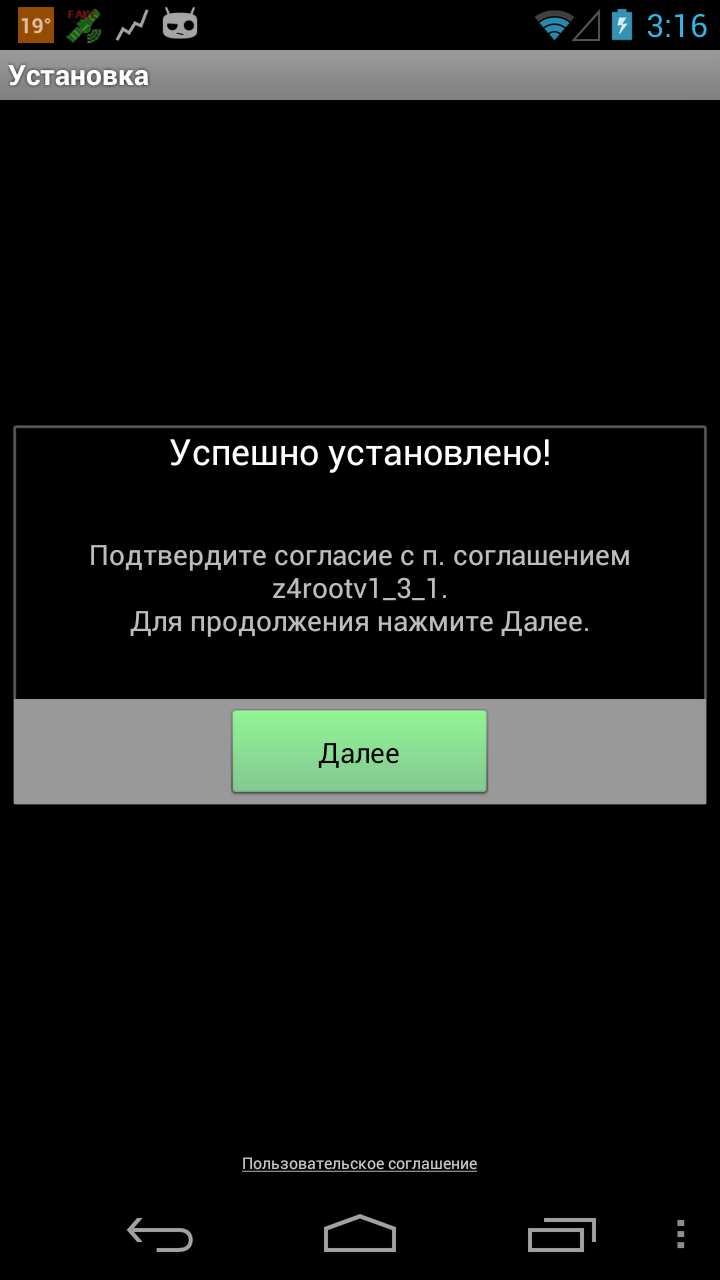 19°
FAKE
3:16
Установка
Успешно установлено!
Подтвердите согласие с п. соглашением
z4rootv1_3_1.
Для продолжения нажмите Далее.
Далее
Пользовательское соглашение